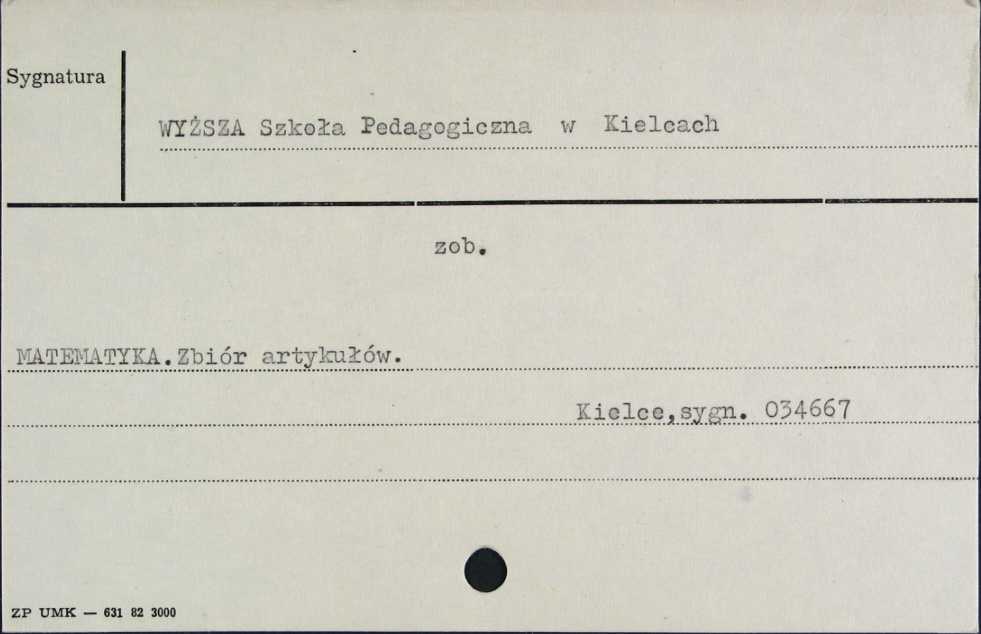 Sygnatura
WYŻSZA Szkoła Pedagogiczna w Kielcach
zob.
MATEMATYKA.Zbiór artykułów.
Kielce,sygn. 034667
ZP UMK — 631 82 3000